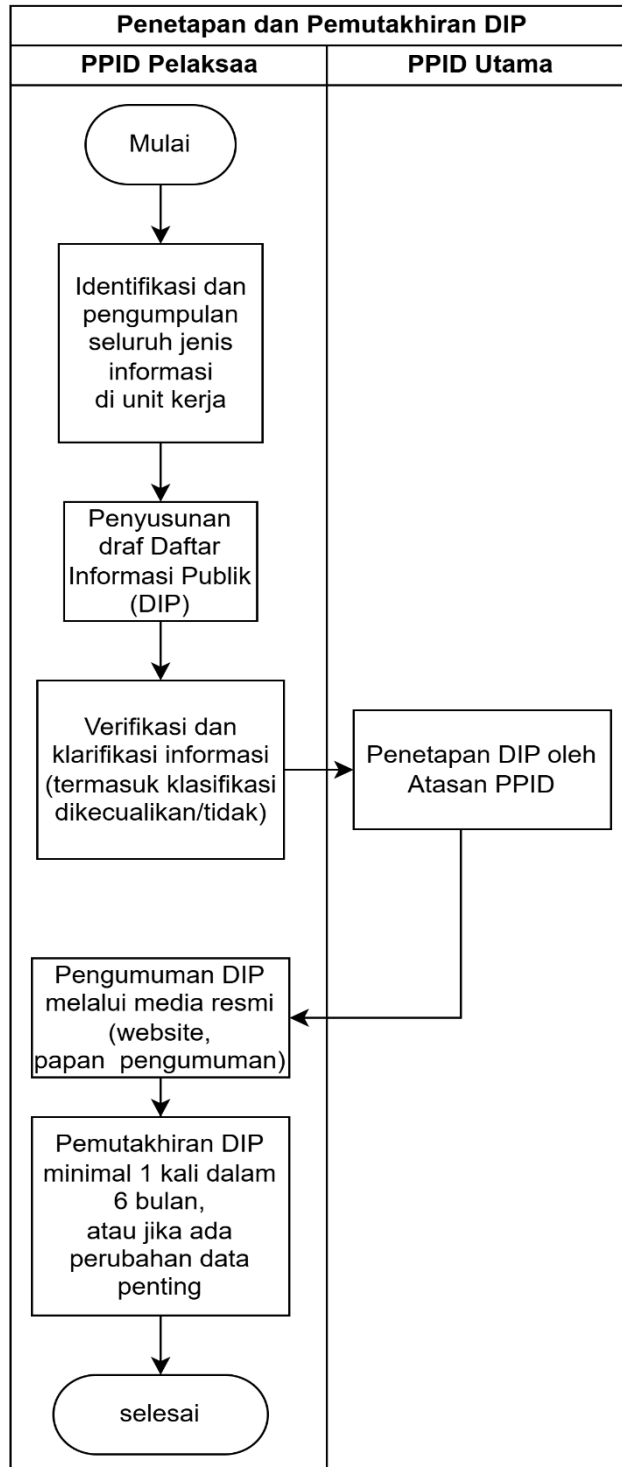 Penetapan dan Pemutakhiran DIP
PPID Pelaksaa
PPID Utama
Mulai
Identifikasi dan
pengumpulan
seluruh jenis
informasi
di unit kerja
Penyusunan
draf Daftar
Informasi Publik
(DIP)
Verifikasi dan
klarifikasi informasi
(termasuk klasifikasi
dikecualikan/tidak)
Penetapan DIP oleh
Atasan PPID
Pengumuman DIP
melalui media resmi
(website,
papan pengumuman)
Pemutakhiran DIP
minimal 1 kali dalam
6 bulan,
atau jika ada
perubahan data
penting
selesai